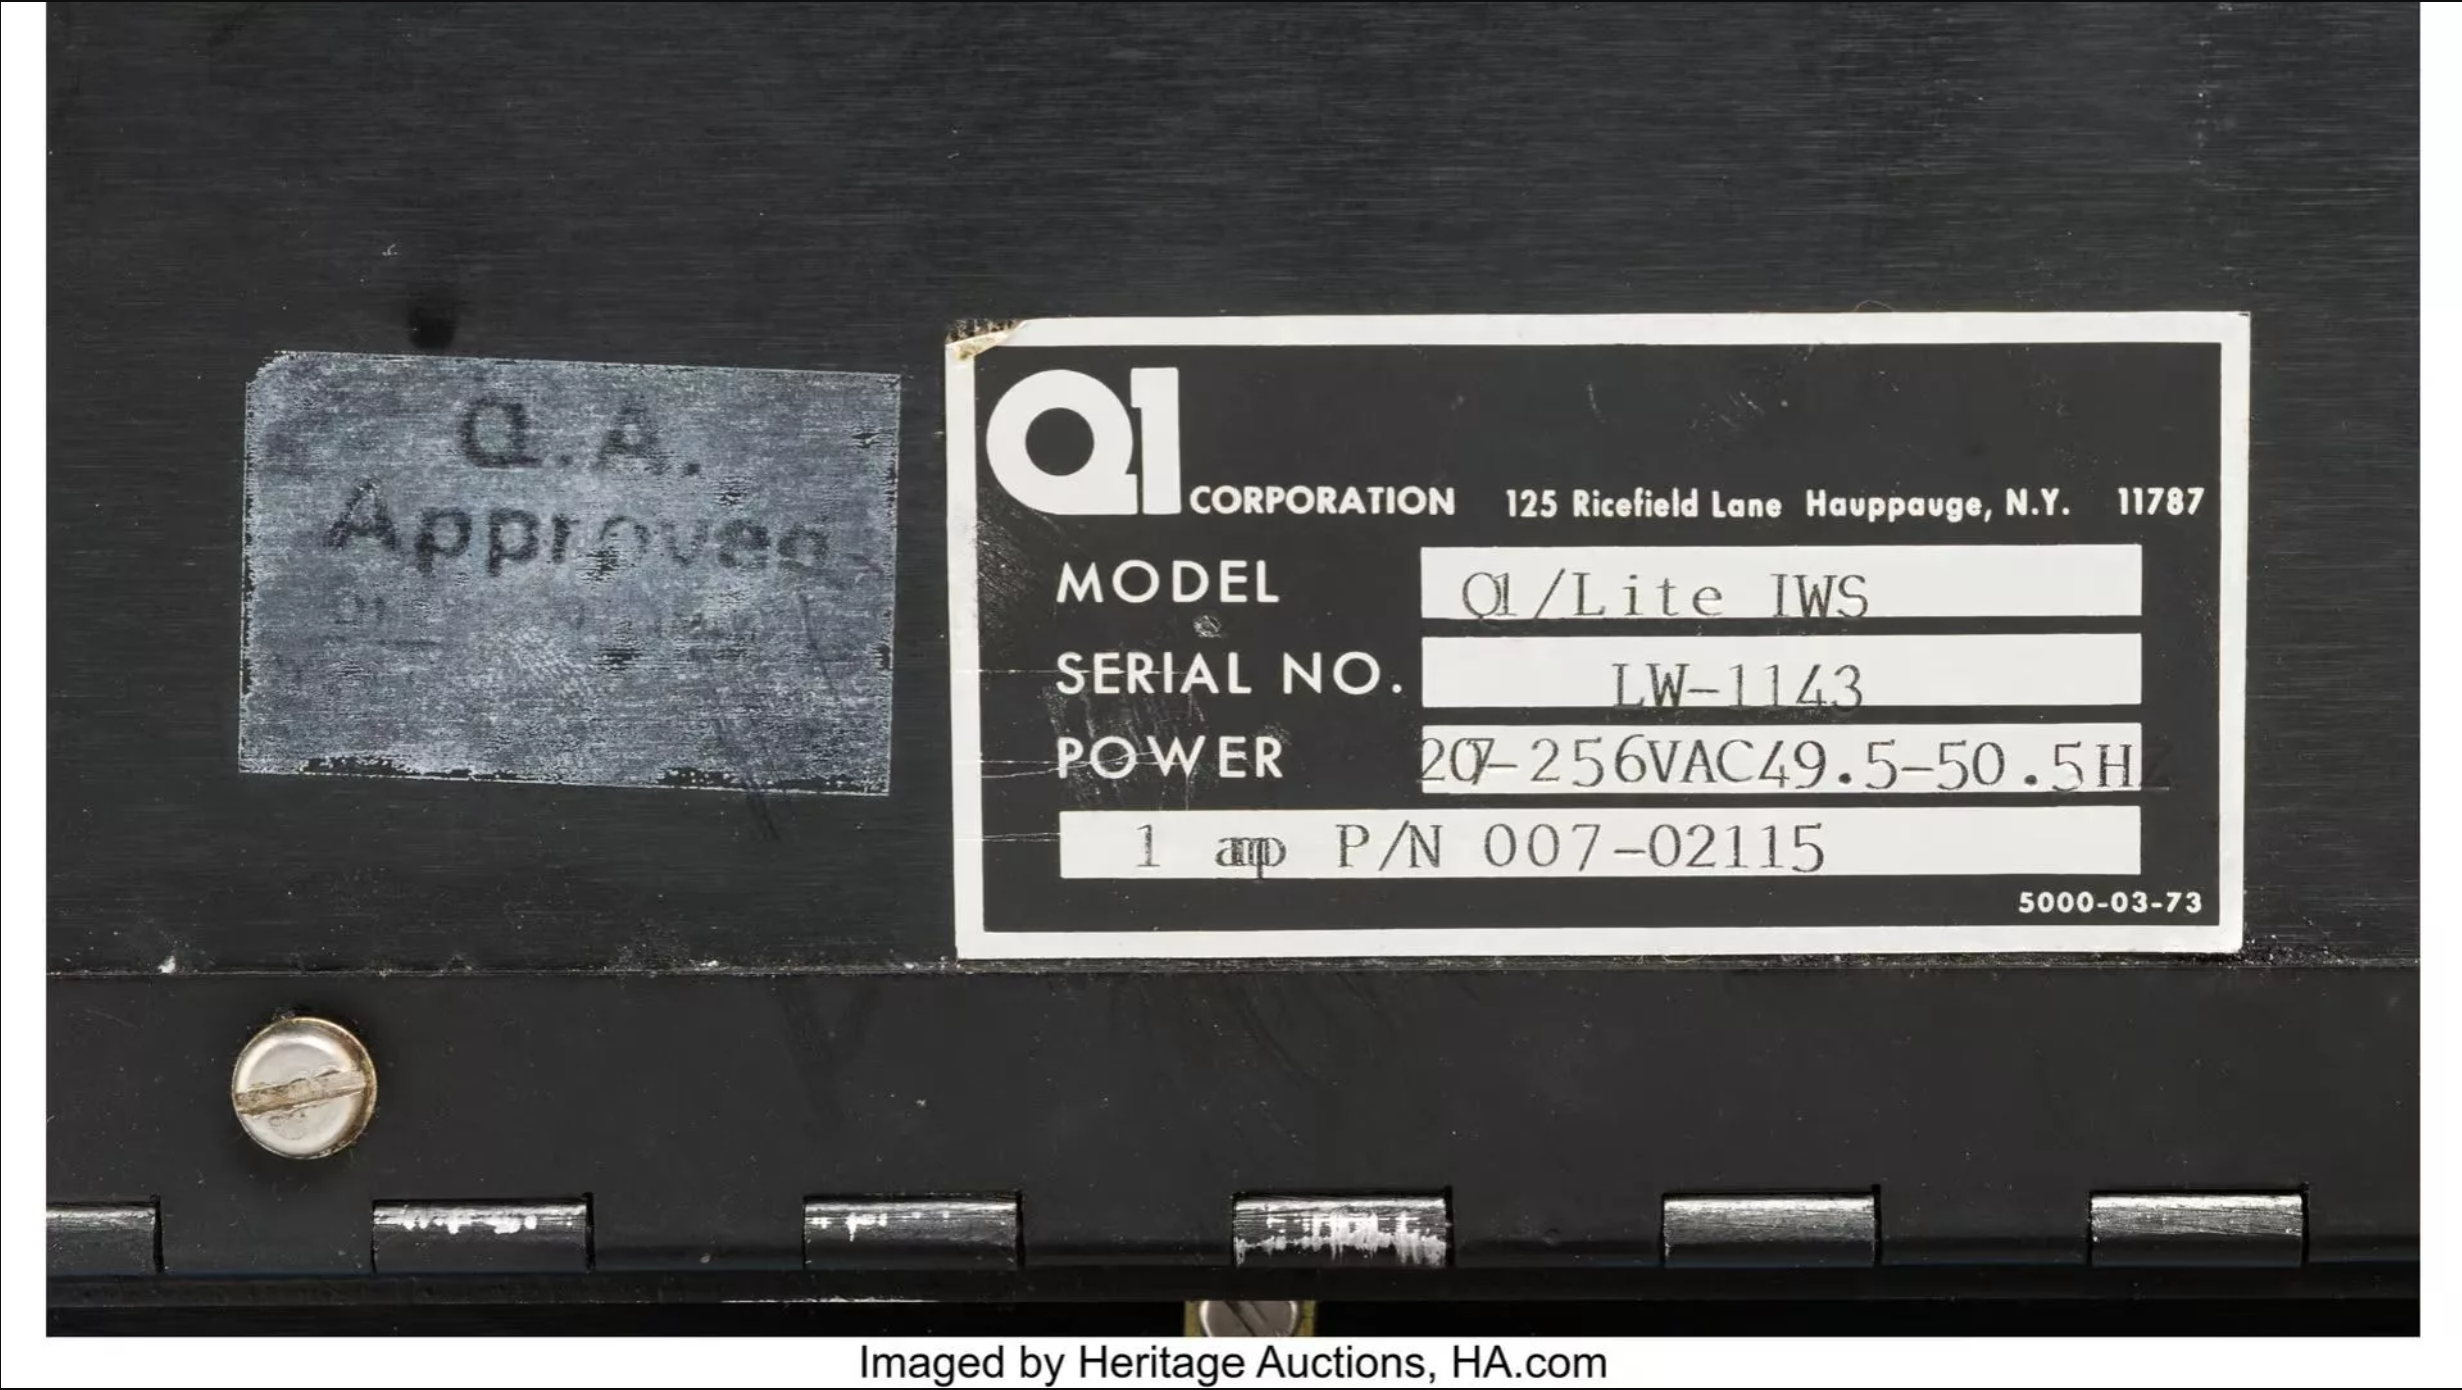 Q.A.
Approved
Q1 CORPORATION 125 Ricefield Lane Hauppauge, N.Y. 11787
MODEL Q1/Lite IWS
SERIAL NO. LW-1143
POWER 207-256VAC49.5-50.5HZ
1 amp P/N 007-02115
5000-03-73
Imaged by Heritage Auctions, HA.com